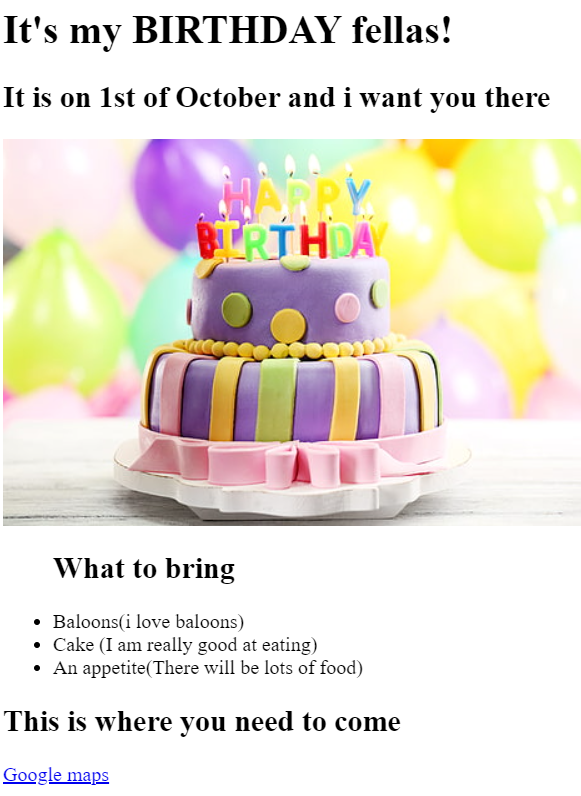 It's my BIRTHDAY fellas!
It is on 1st of October and i want you there
HAPPY
BIRTHDAY
What to bring
Baloons(i love baloons)
Cake (I am really good at eating)
An appetite(There will be lots of food)
This is where you need to come
Google maps